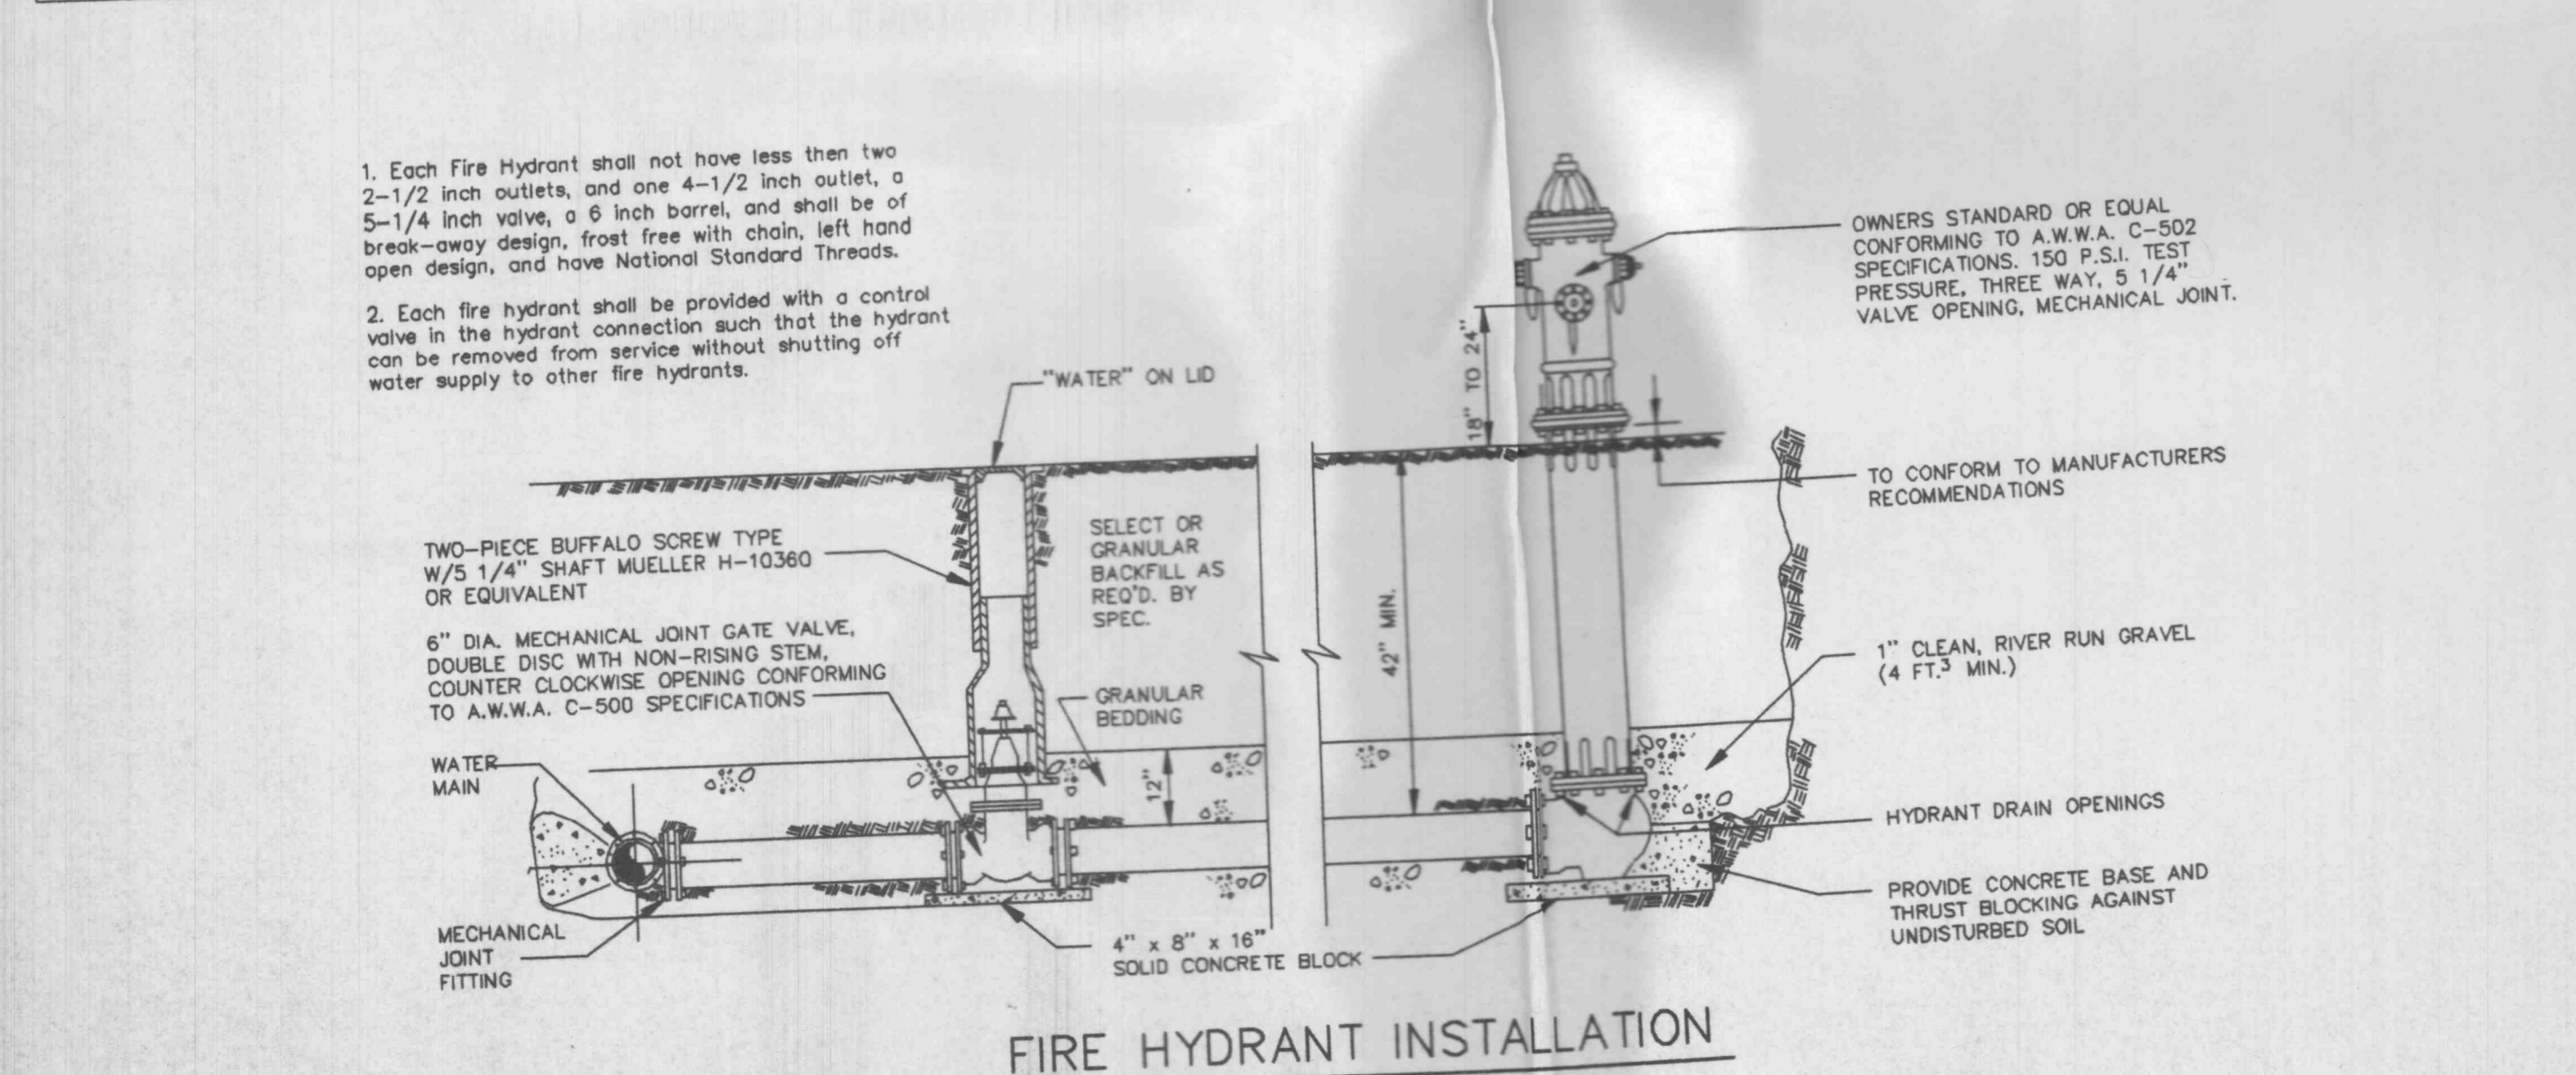 1. Each Fire Hydrant shall not have less then two
2-1/2 inch outlets, and one 4-1/2 inch outlet, a
5-1/4 inch valve, a 6 inch barrel, and shall be of
break-away design, frost free with chain, left hand
open design, and have National Standard Threads.
2. Each fire hydrant shall be provided with a control
valve in the hydrant connection such that the hydrant
can be removed from service without shutting off
water supply to other fire hydrants.
"WATER" ON LID
OWNERS STANDARD OR EQUAL
CONFORMING TO A.W.W.A. C-502
SPECIFICATIONS. 150 P.S.I. TEST
PRESSURE, THREE WAY, 5 1/4"
VALVE OPENING, MECHANICAL JOINT.
18" TO 24"
TO CONFORM TO MANUFACTURERS
RECOMMENDATIONS
TWO-PIECE BUFFALO SCREW TYPE
W/5 1/4" SHAFT MUELLER H-10360
OR EQUIVALENT
SELECT OR
GRANULAR
BACKFILL AS
REQ'D. BY
SPEC.
42" MIN.
6" DIA. MECHANICAL JOINT GATE VALVE,
DOUBLE DISC WITH NON-RISING STEM,
COUNTER CLOCKWISE OPENING CONFORMING
TO A.W.W.A. C-500 SPECIFICATIONS
GRANULAR
BEDDING
1" CLEAN, RIVER RUN GRAVEL
(4 FT.³ MIN.)
WATER
MAIN
12"
HYDRANT DRAIN OPENINGS
PROVIDE CONCRETE BASE AND
THRUST BLOCKING AGAINST
UNDISTURBED SOIL
MECHANICAL
JOINT
FITTING
4" x 8" x 16"
SOLID CONCRETE BLOCK
FIRE HYDRANT INSTALLATION